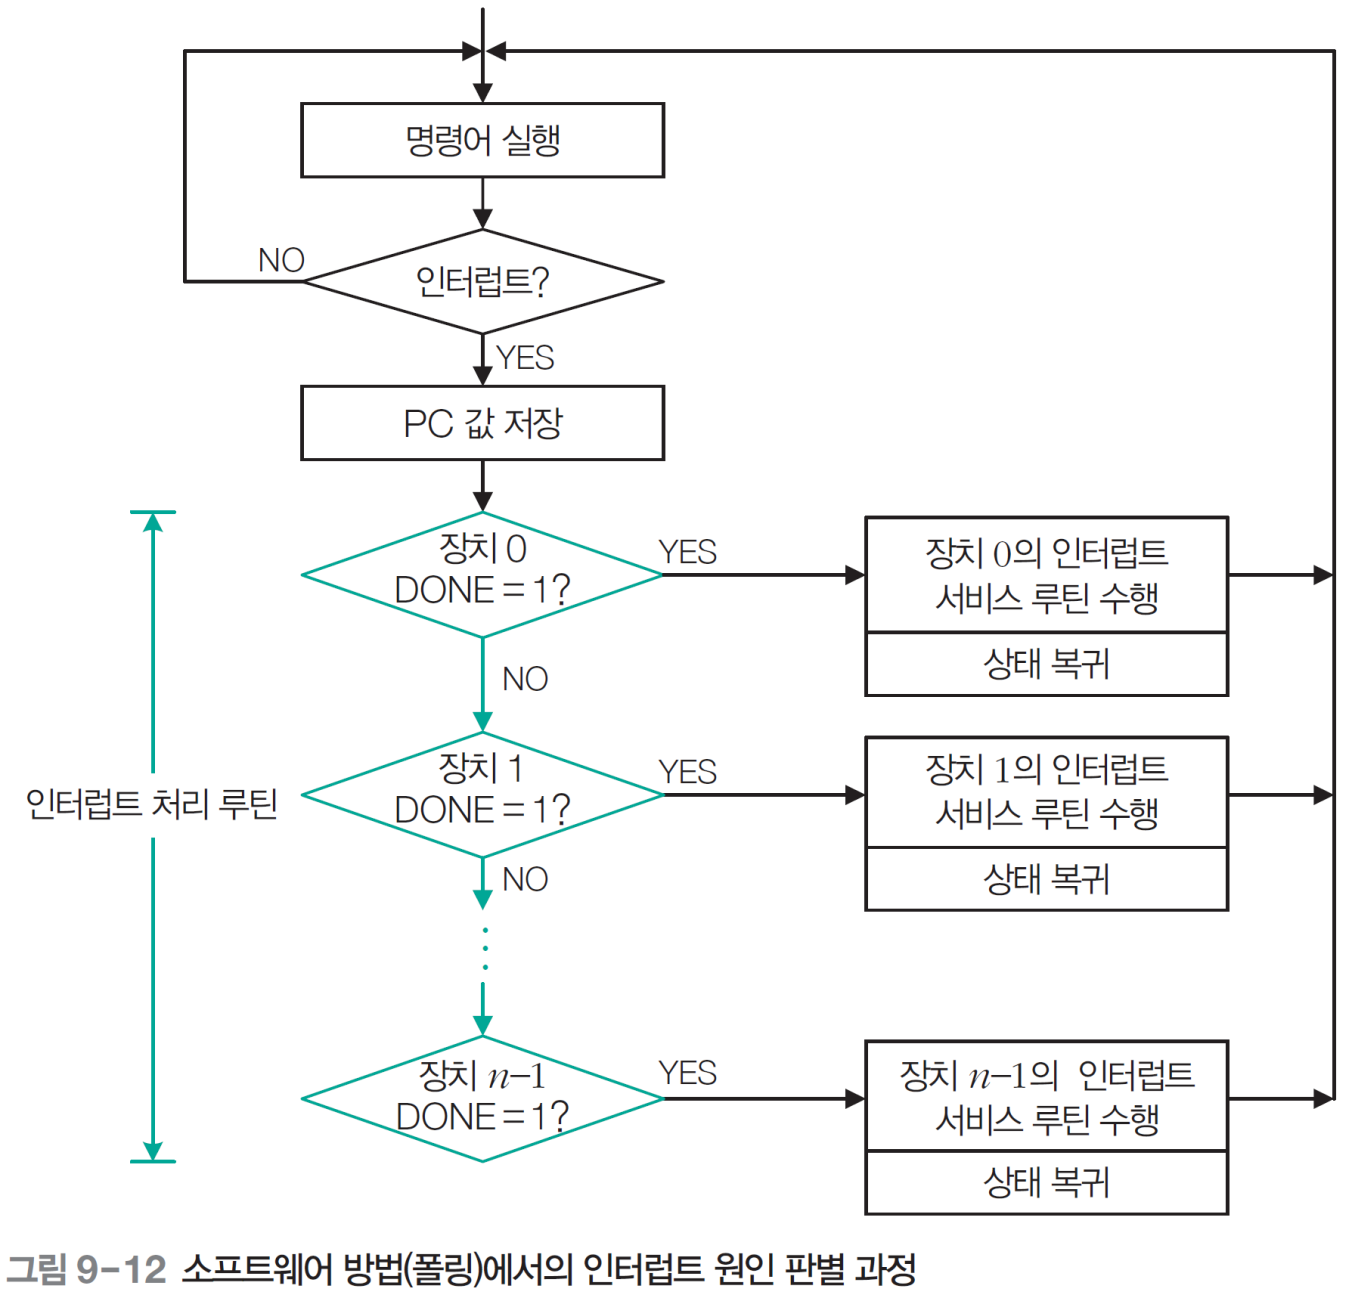 명령어 실행
NO
인터럽트?
YES
PC 값 저장
장치 0
DONE = 1?
YES
장치 0의 인터럽트
서비스 루틴 수행
상태 복귀
NO
인터럽트 처리 루틴
장치 1
DONE = 1?
YES
장치 1의 인터럽트
서비스 루틴 수행
상태 복귀
NO
장치 n–1
DONE = 1?
YES
장치 n–1의 인터럽트
서비스 루틴 수행
상태 복귀
그림 9-12 소프트웨어 방법(폴링)에서의 인터럽트 원인 판별 과정